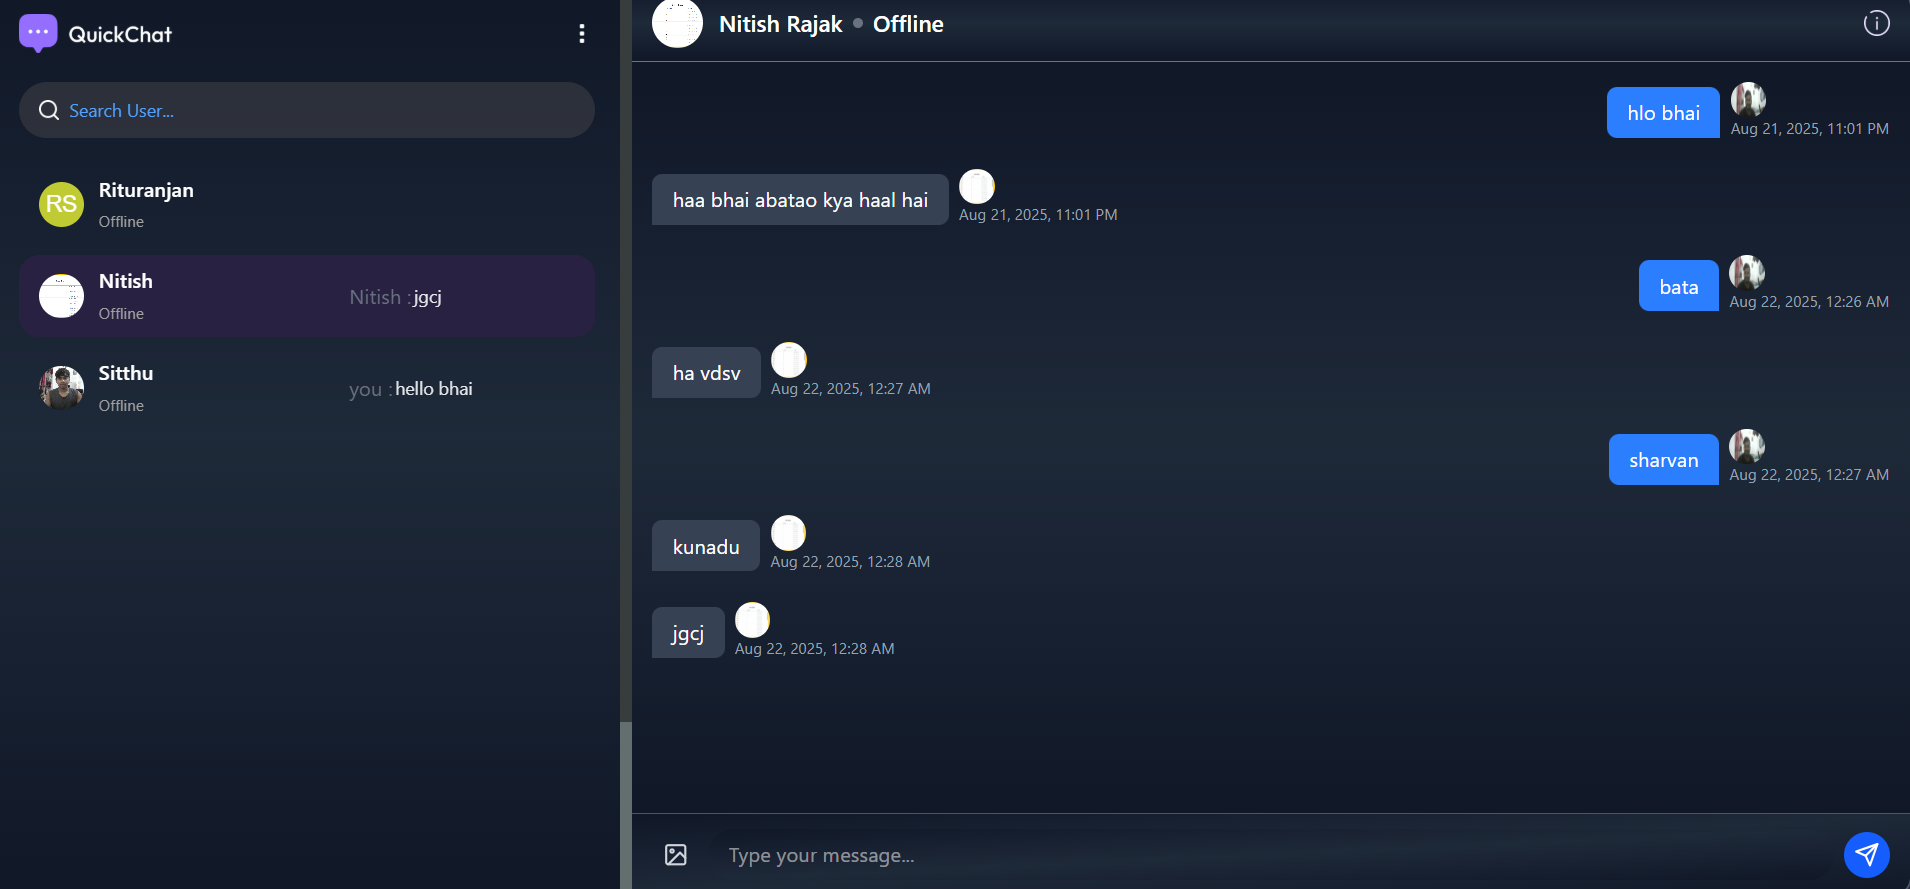 QuickChat
Search User...
RS
Rituranjan
Offline
Nitish
Offline
Nitish : jgcj
Sitthu
Offline
you : hello bhai
Nitish Rajak Offline
hlo bhai
Aug 21, 2025, 11:01 PM
haa bhai abatao kya haal hai
Aug 21, 2025, 11:01 PM
bata
Aug 22, 2025, 12:26 AM
ha vdsv
Aug 22, 2025, 12:27 AM
sharvan
Aug 22, 2025, 12:27 AM
kunadu
Aug 22, 2025, 12:28 AM
jgcj
Aug 22, 2025, 12:28 AM
Type your message...